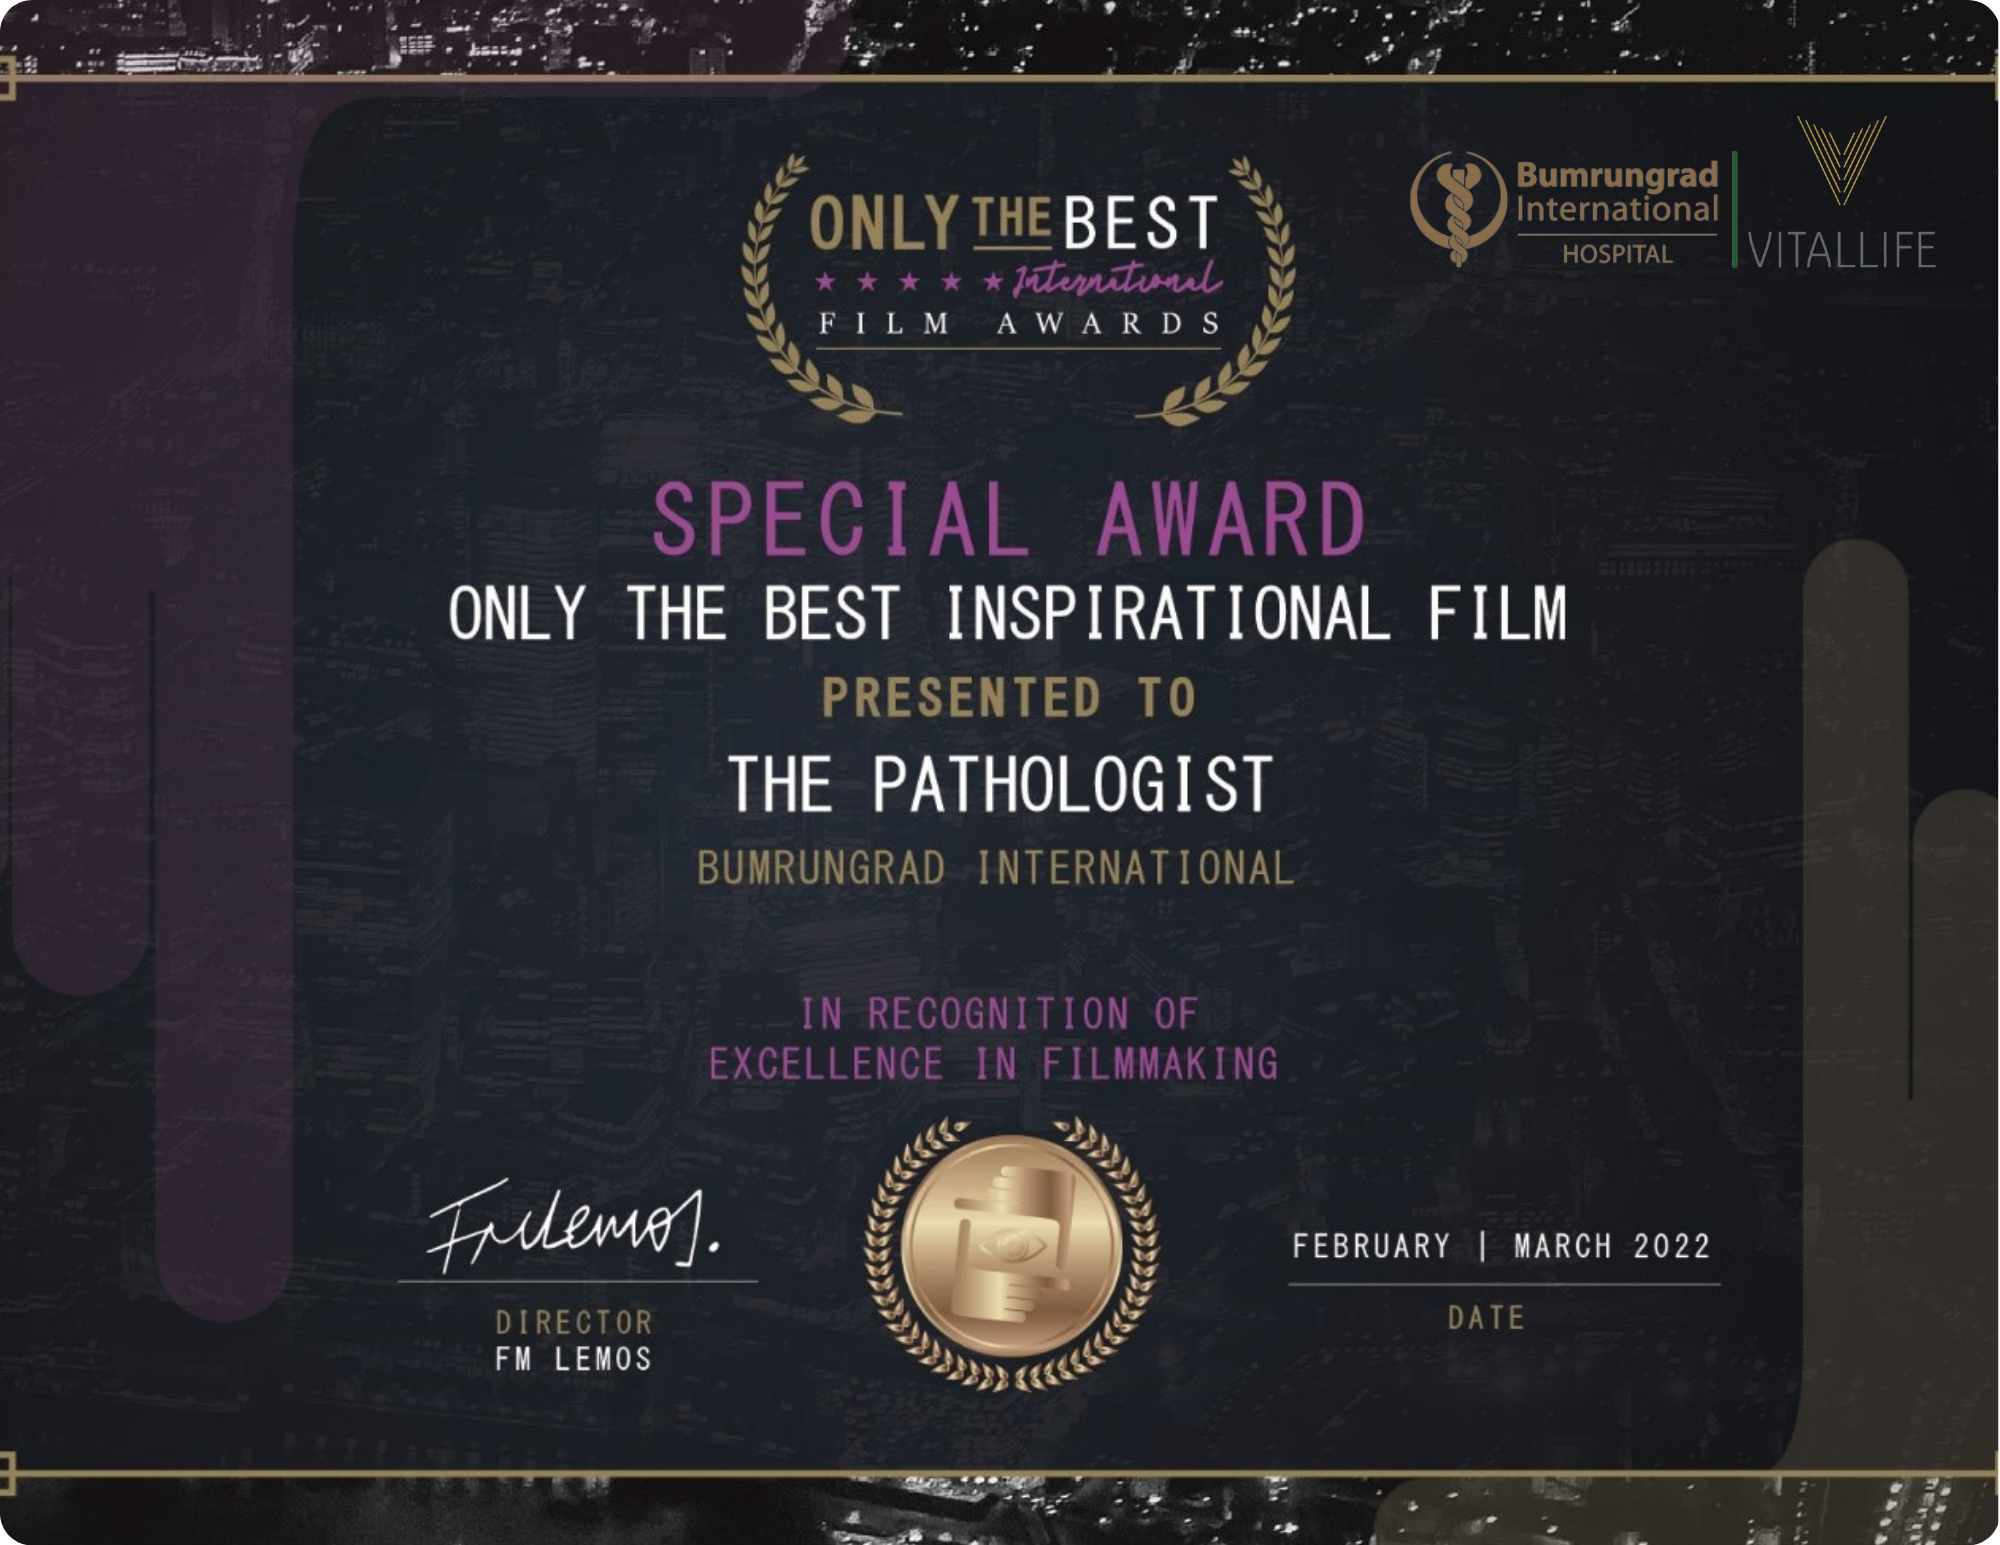 ONLY THE BEST
International
FILM AWARDS
Bumrungrad
International
HOSPITAL
VITALLIFE
SPECIAL AWARD
ONLY THE BEST INSPIRATIONAL FILM
PRESENTED TO
THE PATHOLOGIST
BUMRUNGRAD INTERNATIONAL
IN RECOGNITION OF
EXCELLENCE IN FILMMAKING
FMLemos.
DIRECTOR
FM LEMOS
FEBRUARY | MARCH 2022
DATE